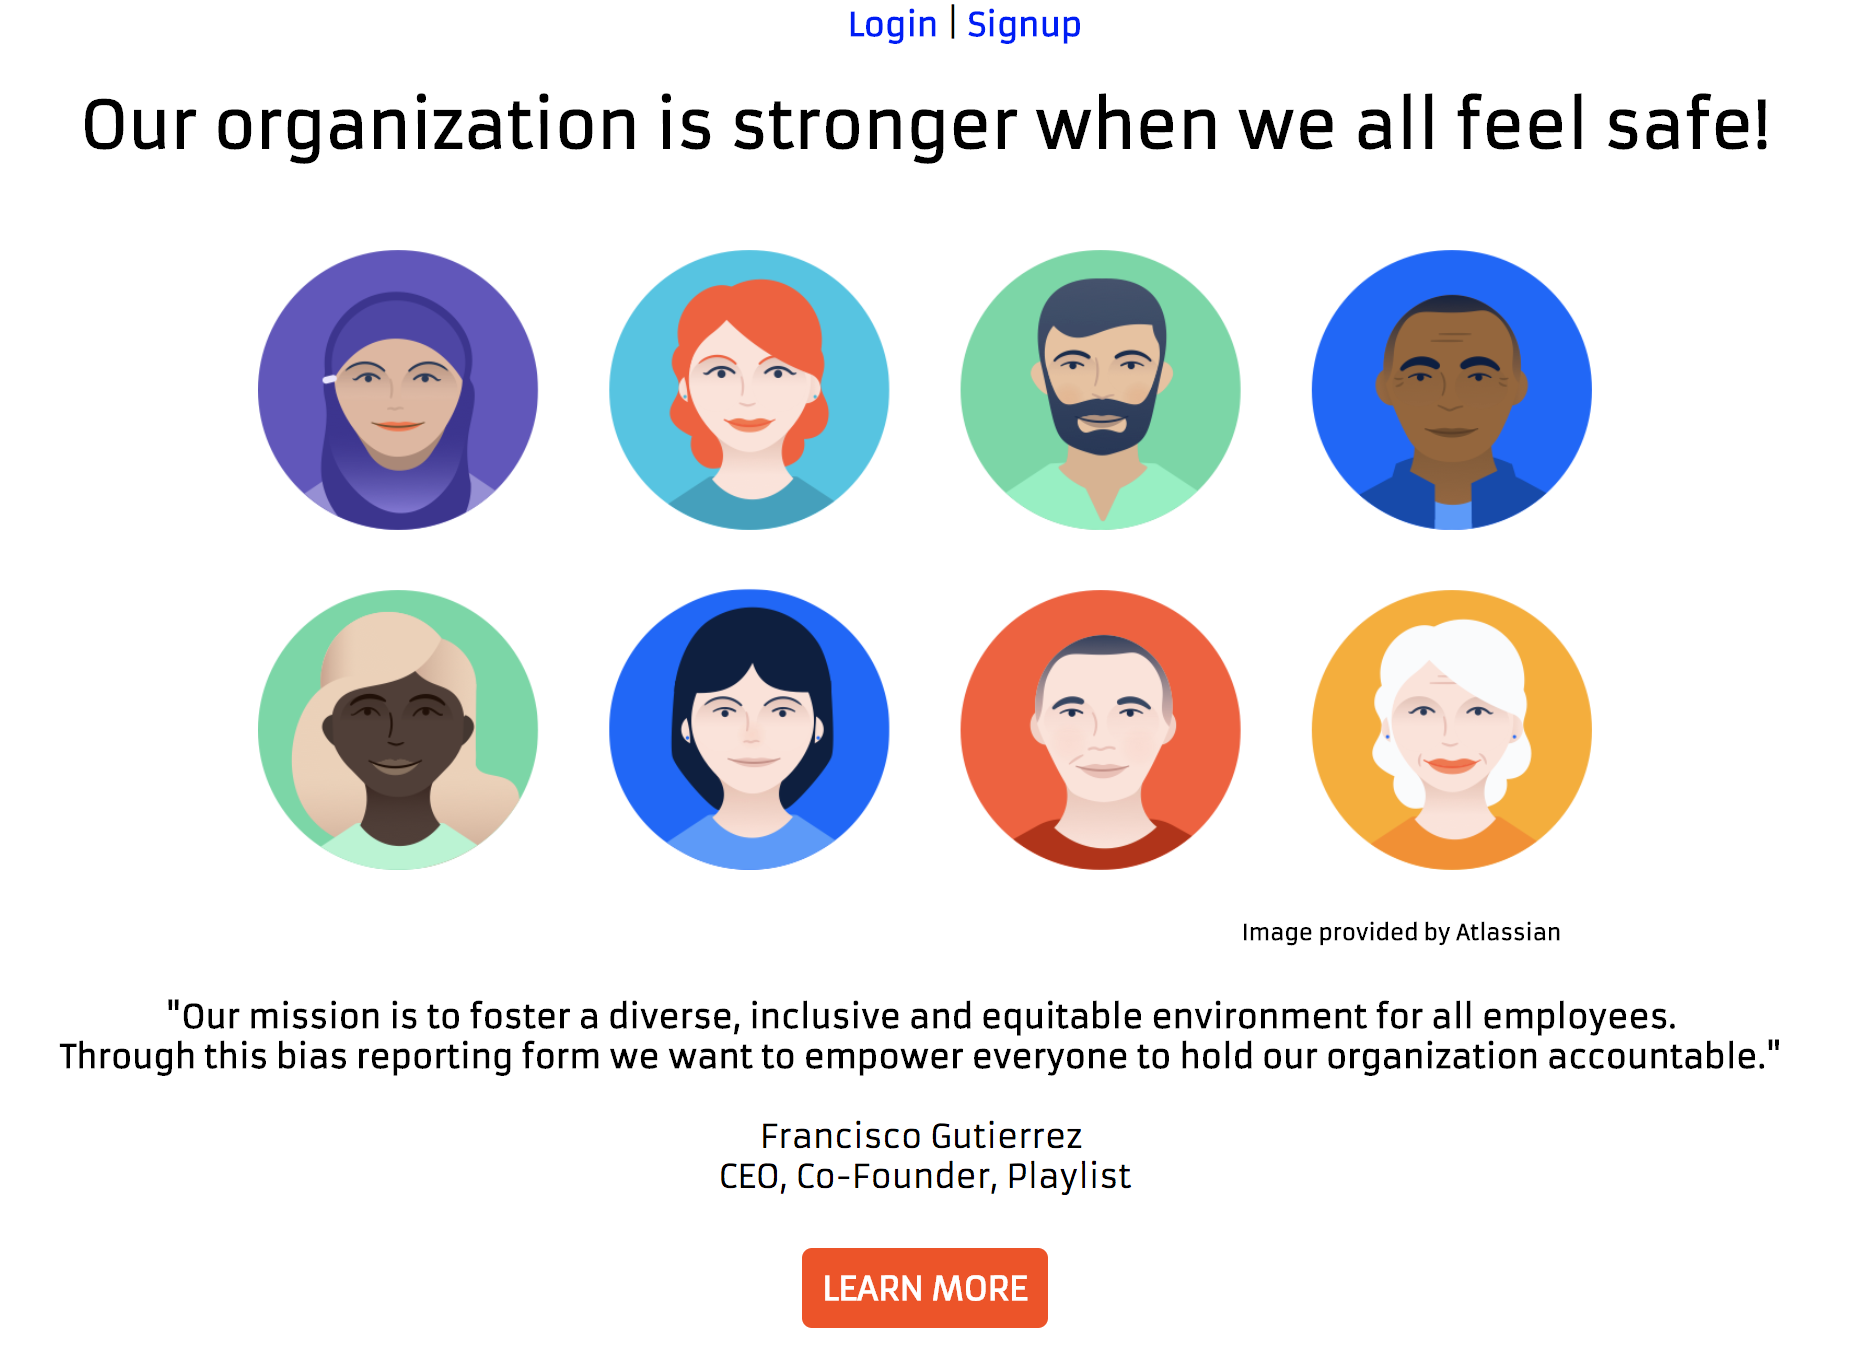 Login | Signup
Our organization is stronger when we all feel safe!
Image provided by Atlassian
"Our mission is to foster a diverse, inclusive and equitable environment for all employees.
Through this bias reporting form we want to empower everyone to hold our organization accountable."
Francisco Gutierrez
CEO, Co-Founder, Playlist
LEARN MORE